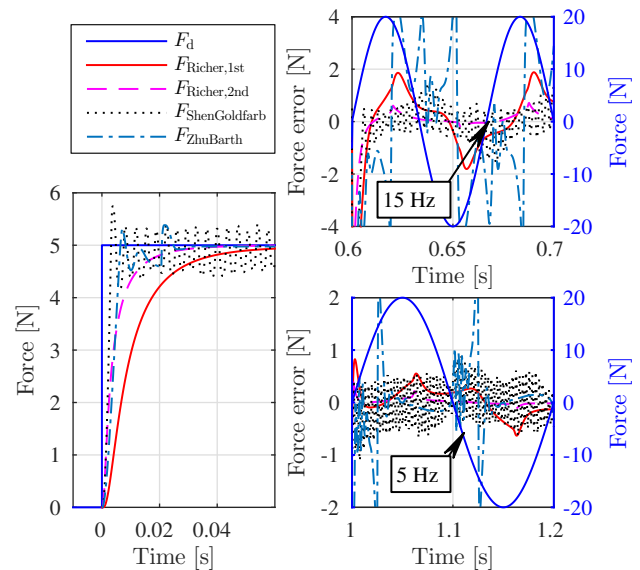 F_d
F_Richer,1st
F_Richer,2nd
F_ShenGoldfarb
F_ZhuBarth
6
5
4
3
2
1
0
Force [N]
0
0.02
0.04
Time [s]
4
2
0
-2
-4
Force error [N]
20
10
0
-10
-20
Force [N]
15 Hz
0.6
0.65
0.7
Time [s]
2
1
0
-1
-2
Force error [N]
20
10
0
-10
-20
Force [N]
5 Hz
1
1.1
1.2
Time [s]